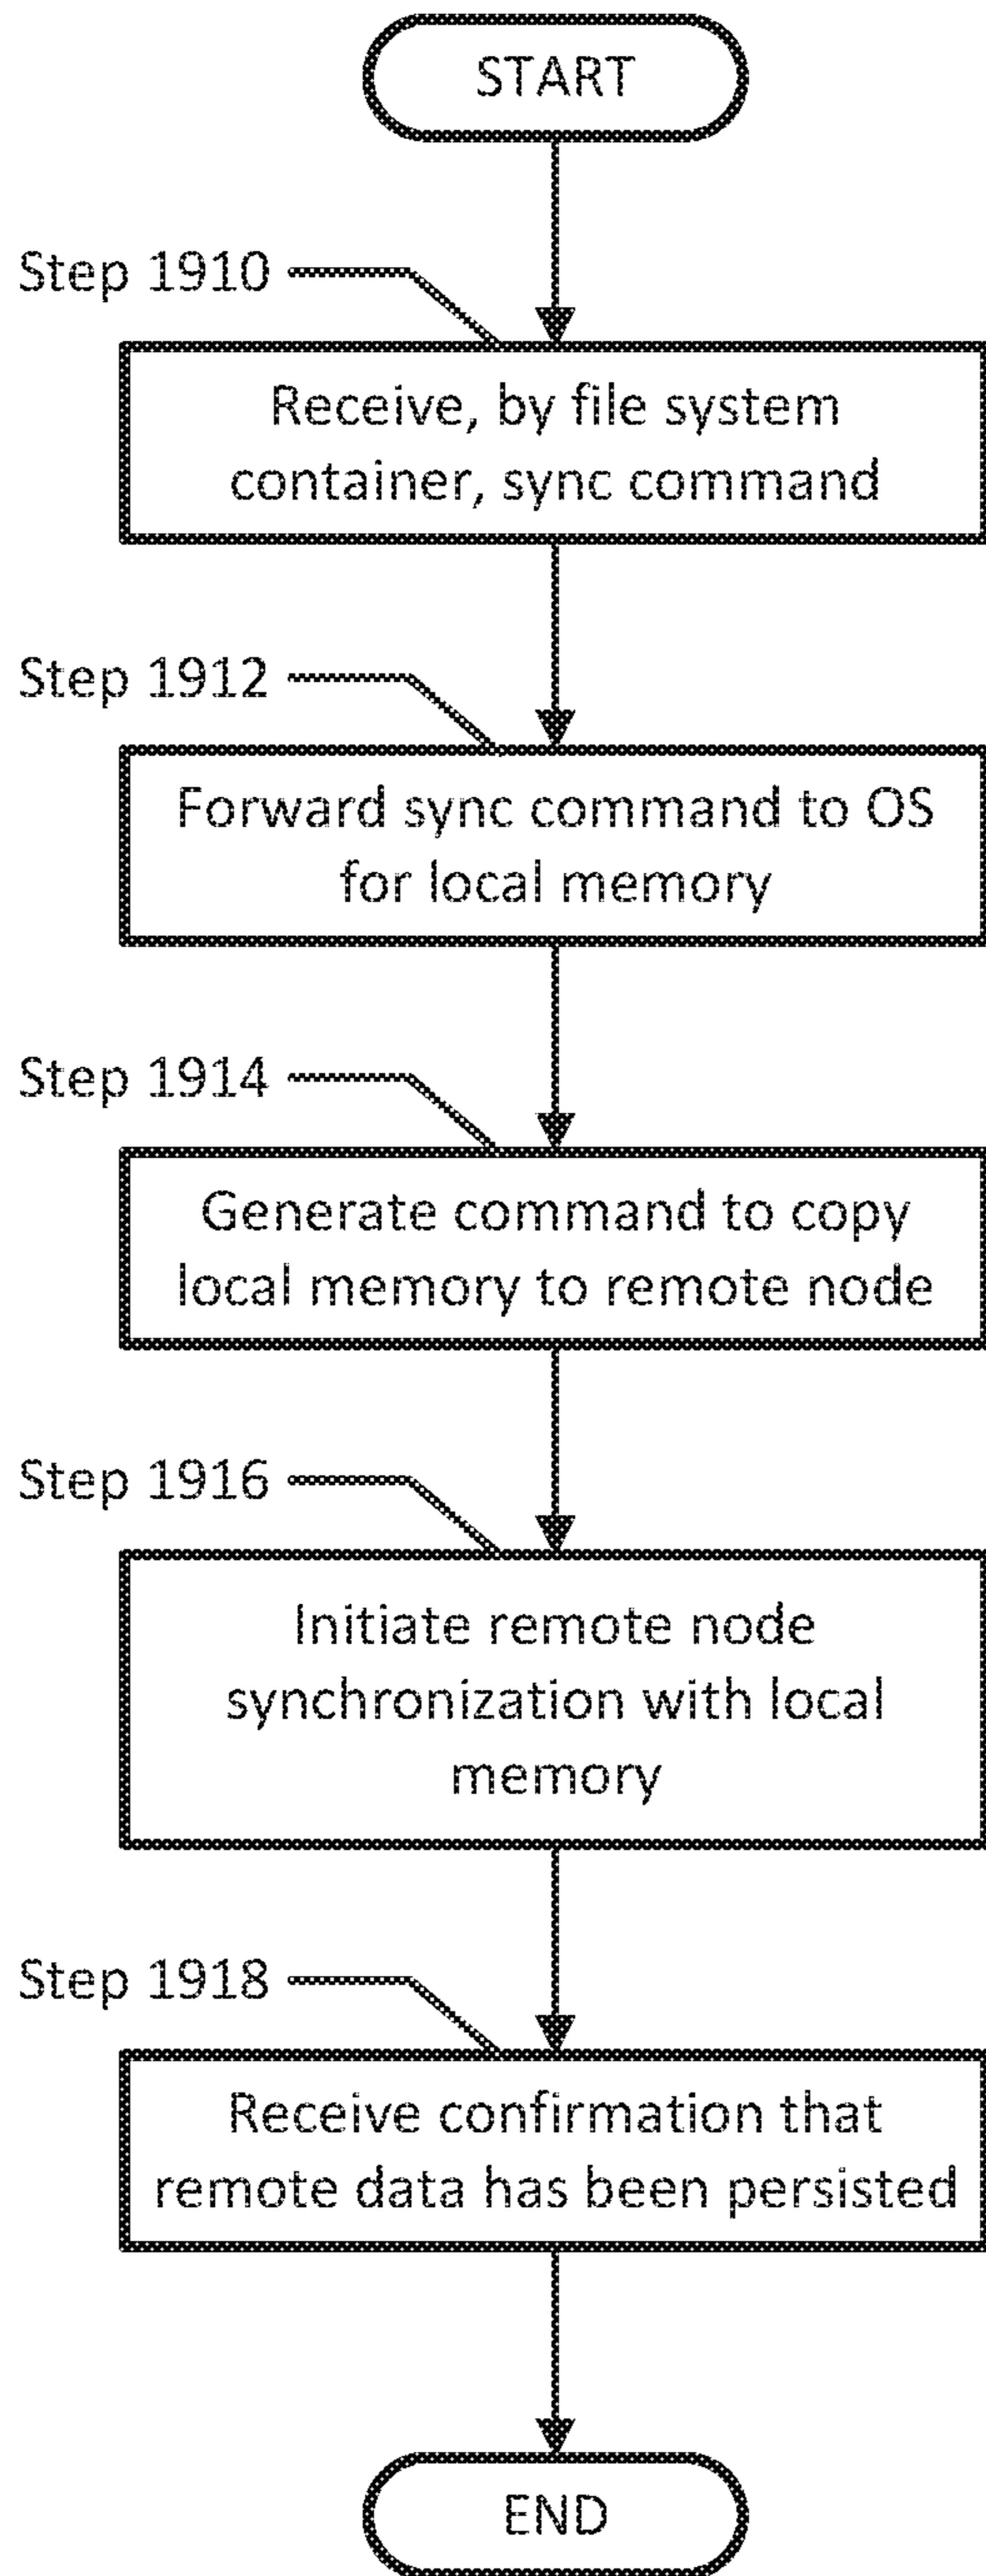 START
Step 1910
Receive, by file system
container, sync command
Step 1912
Forward sync command to OS
for local memory
Step 1914
Generate command to copy
local memory to remote node
Step 1916
Initiate remote node
synchronization with local
memory
Step 1918
Receive confirmation that
remote data has been persisted
END